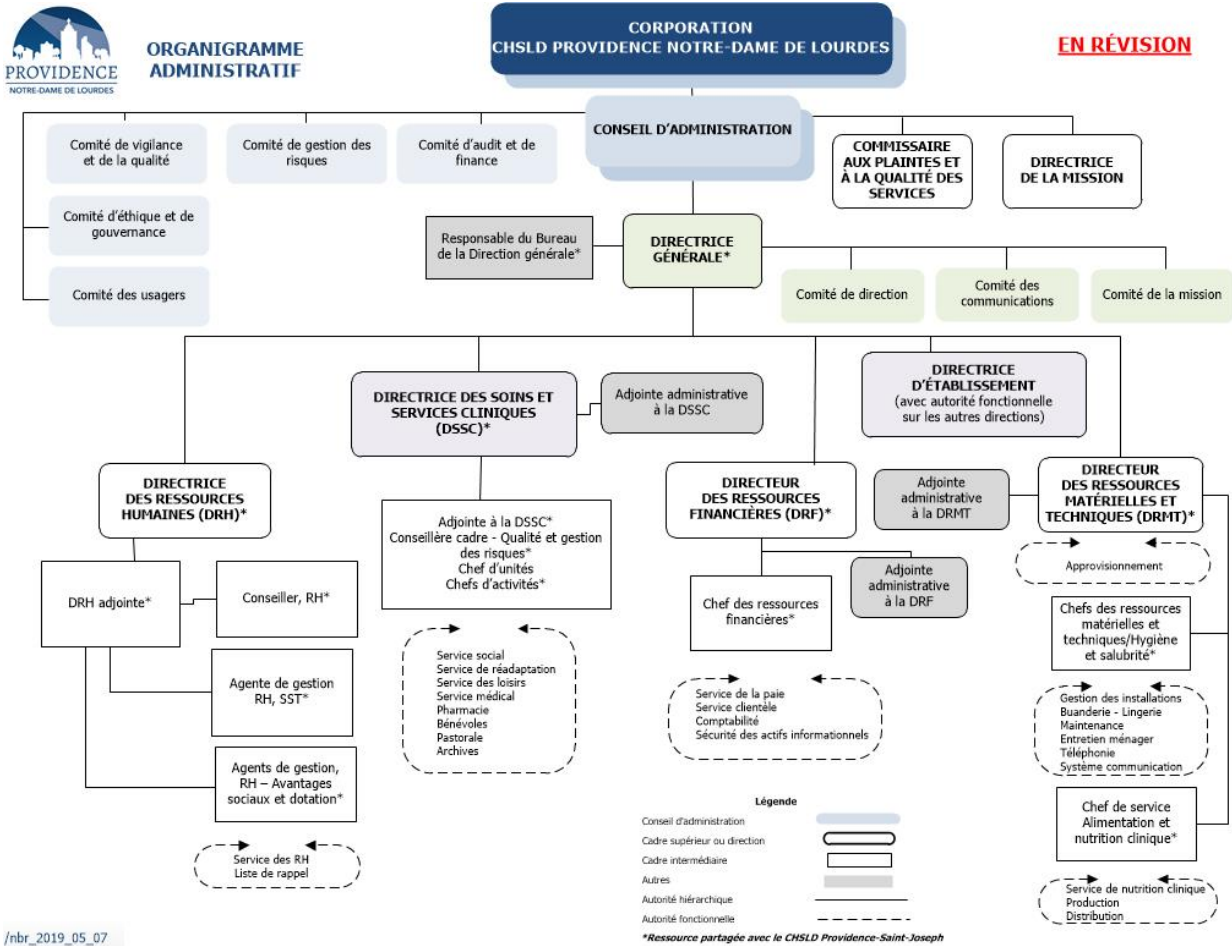 PROVIDENCE
NOTRE-DAME DE LOURDES
ORGANIGRAMME
ADMINISTRATIF
CORPORATION
CHSLD PROVIDENCE NOTRE-DAME DE LOURDES
EN RÉVISION
CONSEIL D'ADMINISTRATION
Comité de vigilance
et de la qualité
Comité de gestion des
risques
Comité d'audit et de
finance
COMMISSAIRE
AUX PLAINTES ET
À LA QUALITÉ DES
SERVICES
DIRECTRICE
DE LA MISSION
Comité d'éthique et de
gouvernance
Comité des usagers
Responsable du Bureau
de la Direction générale*
DIRECTRICE
GÉNÉRALE*
Comité de direction
Comité des
communications
Comité de la mission
DIRECTRICE DES SOINS ET
SERVICES CLINIQUES
(DSSC)*
Adjointe administrative
à la DSSC
DIRECTRICE
D'ÉTABLISSEMENT
(avec autorité fonctionnelle
sur les autres directions)
DIRECTRICE
DES RESSOURCES
HUMAINES (DRH)*
DIRECTEUR
DES RESSOURCES
FINANCIÈRES (DRF)*
Adjointe
administrative
à la DRMT
DIRECTEUR
DES RESSOURCES
MATÉRIELLES ET
TECHNIQUES (DRMT)*
Adjointe à la DSSC*
Conseillère cadre - Qualité et gestion
des risques*
Chef d'unités
Chefs d'activités*
Approvisionnement
DRH adjointe*
Conseiller, RH*
Chef des ressources
financières*
Adjointe
administrative
à la DRF
Chefs des ressources
matérielles et
techniques/Hygiène
et salubrité*
Agente de gestion
RH, SST*
Service social
Service de réadaptation
Service des loisirs
Service médical
Pharmacie
Bénévoles
Pastorale
Archives
Service de la paie
Service clientèle
Comptabilité
Sécurité des actifs informationnels
Gestion des installations
Buanderie - Lingerie
Maintenance
Entretien ménager
Téléphonie
Système communication
Agents de gestion,
RH – Avantages
sociaux et dotation*
Chef de service
Alimentation et
nutrition clinique*
Service des RH
Liste de rappel
Service de nutrition clinique
Production
Distribution
Légende
Conseil d'administration
Cadre supérieur ou direction
Cadre intermédiaire
Autres
Autorité hiérarchique
Autorité fonctionnelle
*Ressource partagée avec le CHSLD Providence-Saint-Joseph
/nbr_2019_05_07